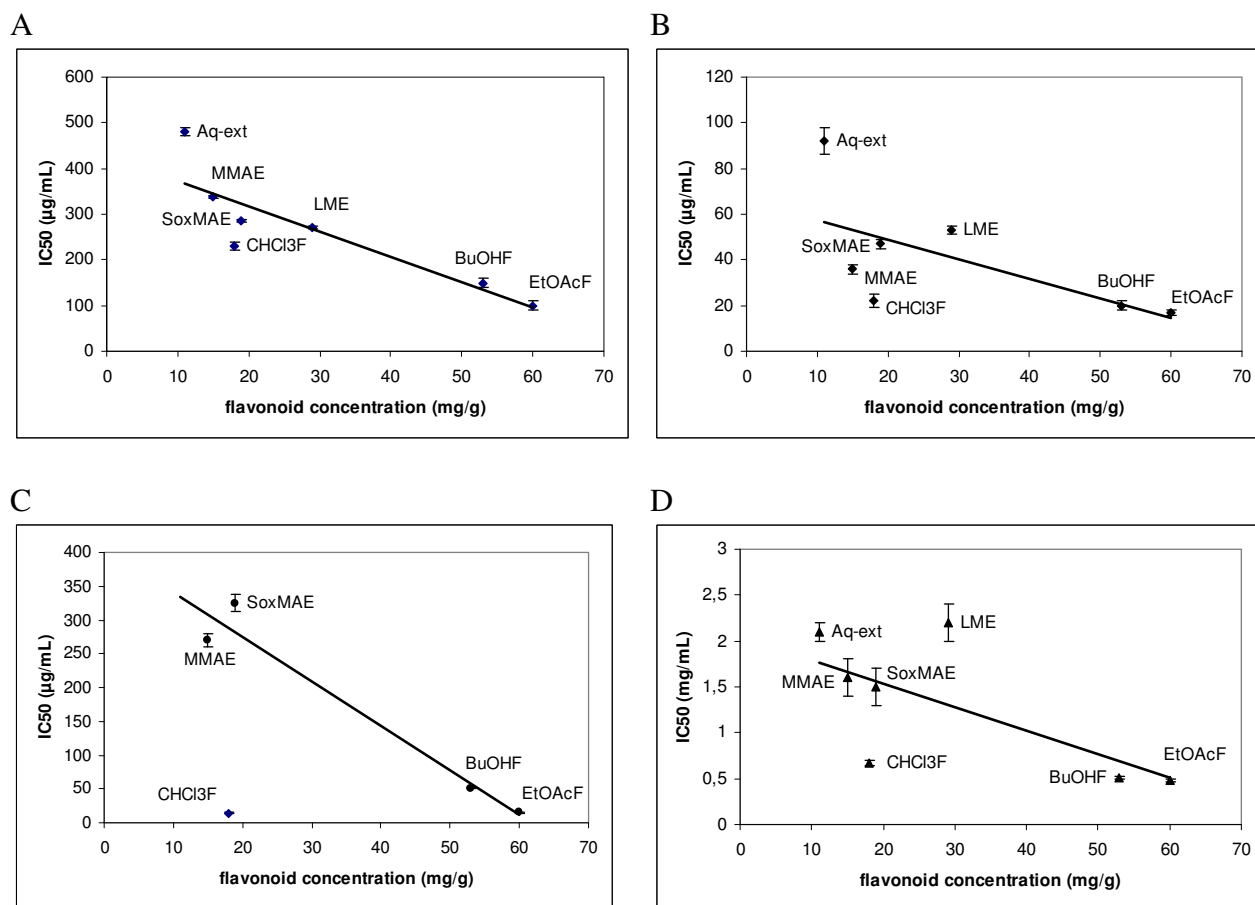 A
600
500
400
300
200
100
0
IC50 (µg/mL)
Aq-ext
MMAE
SoxMAE
CHCl3F
LME
BuOHF
EtOAcF
0 10 20 30 40 50 60 70
flavonoid concentration (mg/g)
B
120
100
80
60
40
20
0
IC50 (µg/mL)
Aq-ext
SoxMAE
LME
MMAE
CHCl3F
BuOHF
EtOAcF
0 10 20 30 40 50 60 70
flavonoid concentration (mg/g)
C
400
350
300
250
200
150
100
50
0
IC50 (µg/mL)
SoxMAE
MMAE
BuOHF
CHCl3F
EtOAcF
0 10 20 30 40 50 60 70
flavonoid concentration (mg/g)
D
3
2,5
2
1,5
1
0,5
0
IC50 (mg/mL)
Aq-ext
LME
MMAE
SoxMAE
CHCl3F
BuOHF
EtOAcF
0 10 20 30 40 50 60 70
flavonoid concentration (mg/g)